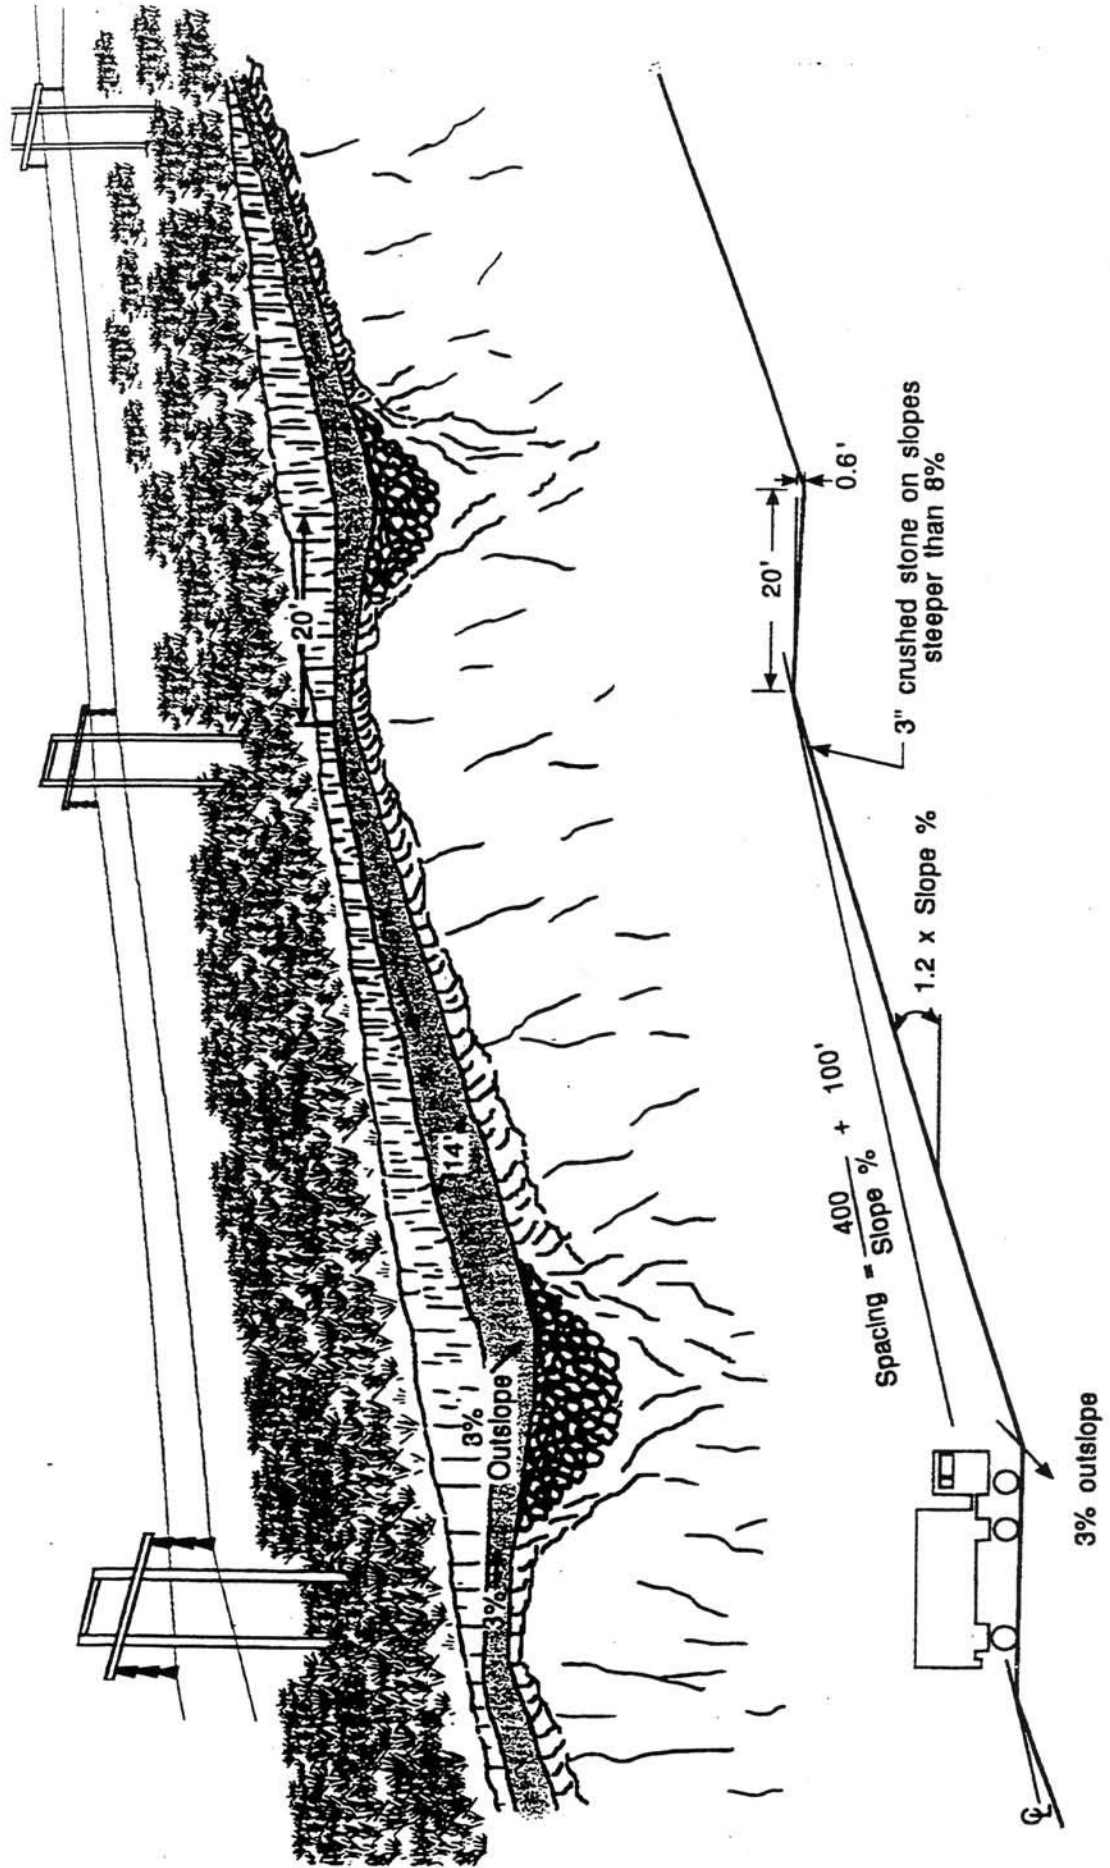 20'
14'
3%
Outslope
3%
20'
0.6'
3" crushed stone on slopes
steeper than 8%
1.2 x Slope %
Spacing = 400 / Slope % + 100'
3% outslope
℄